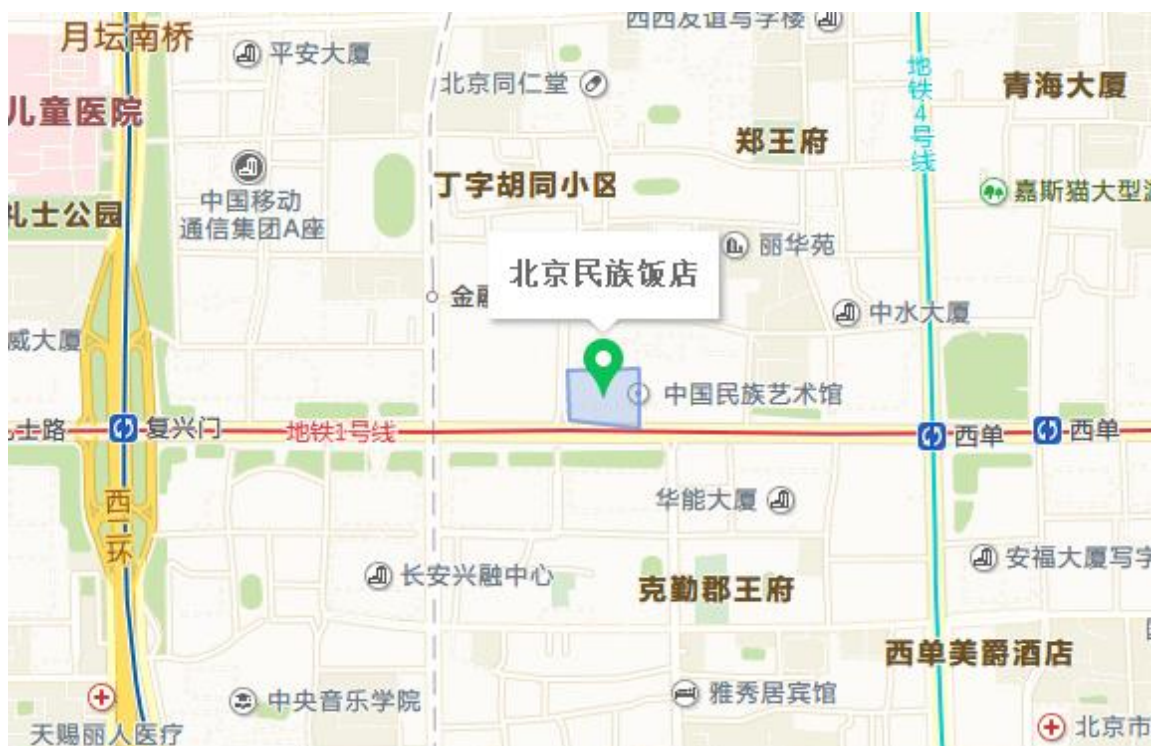 西西友谊写字楼
月坛南桥
平安大厦
北京同仁堂
地铁4号线
青海大厦
儿童医院
郑王府
中国移动
通信集团A座
丁字胡同小区
嘉斯猫大型
礼士公园
丽华苑
北京民族饭店
金融
中水大厦
威大厦
中国民族艺术馆
士路
复兴门
地铁1号线
西单
西单
西二环
华能大厦
安福大厦写字
长安兴融中心
克勤郡王府
西单美爵酒店
中央音乐学院
雅秀居宾馆
天赐丽人医疗
北京市